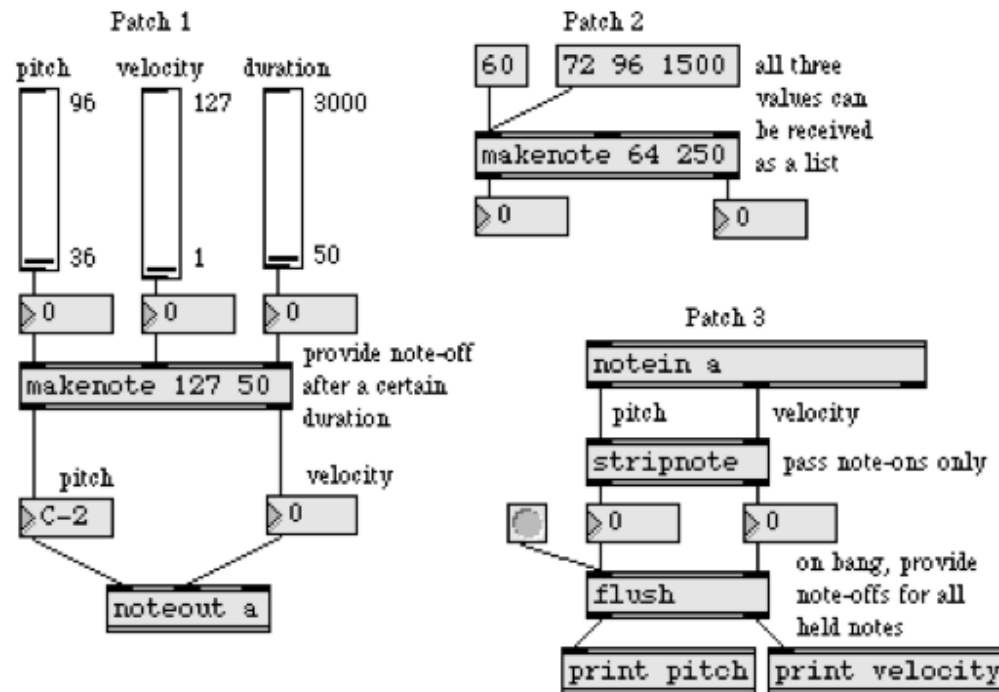 Patch 1
pitch velocity duration
96 127 3000
36 1 50
0 0 0
makenote 127 50
provide note-off
after a certain
duration
pitch velocity
C-2 0
noteout a
Patch 2
60 72 96 1500
all three
values can
be received
as a list
makenote 64 250
0 0
Patch 3
notein a
pitch velocity
stripnote
pass note-ons only
0 0
on bang, provide
note-offs for all
held notes
flush
print pitch print velocity